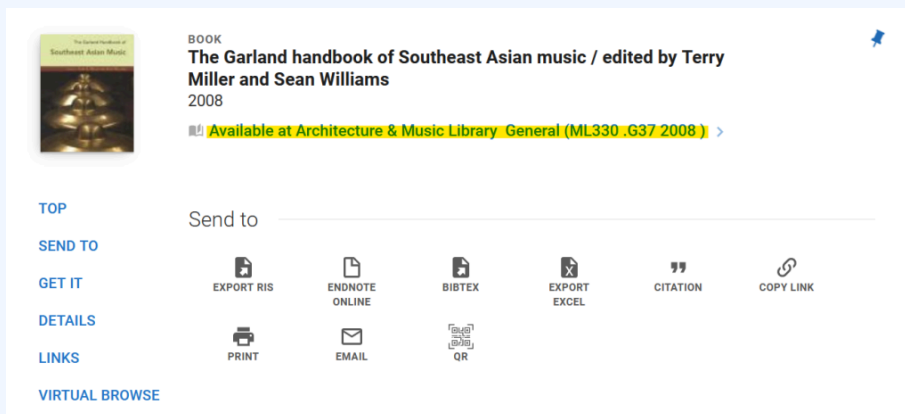 The Garland Handbook of
Southeast Asian Music
BOOK
The Garland handbook of Southeast Asian music / edited by Terry
Miller and Sean Williams
2008
Available at Architecture & Music Library General (ML330 .G37 2008 )
TOP
SEND TO
GET IT
DETAILS
LINKS
VIRTUAL BROWSE
Send to
EXPORT RIS
ENDNOTE
ONLINE
BIBTEX
EXPORT
EXCEL
CITATION
COPY LINK
PRINT
EMAIL
QR